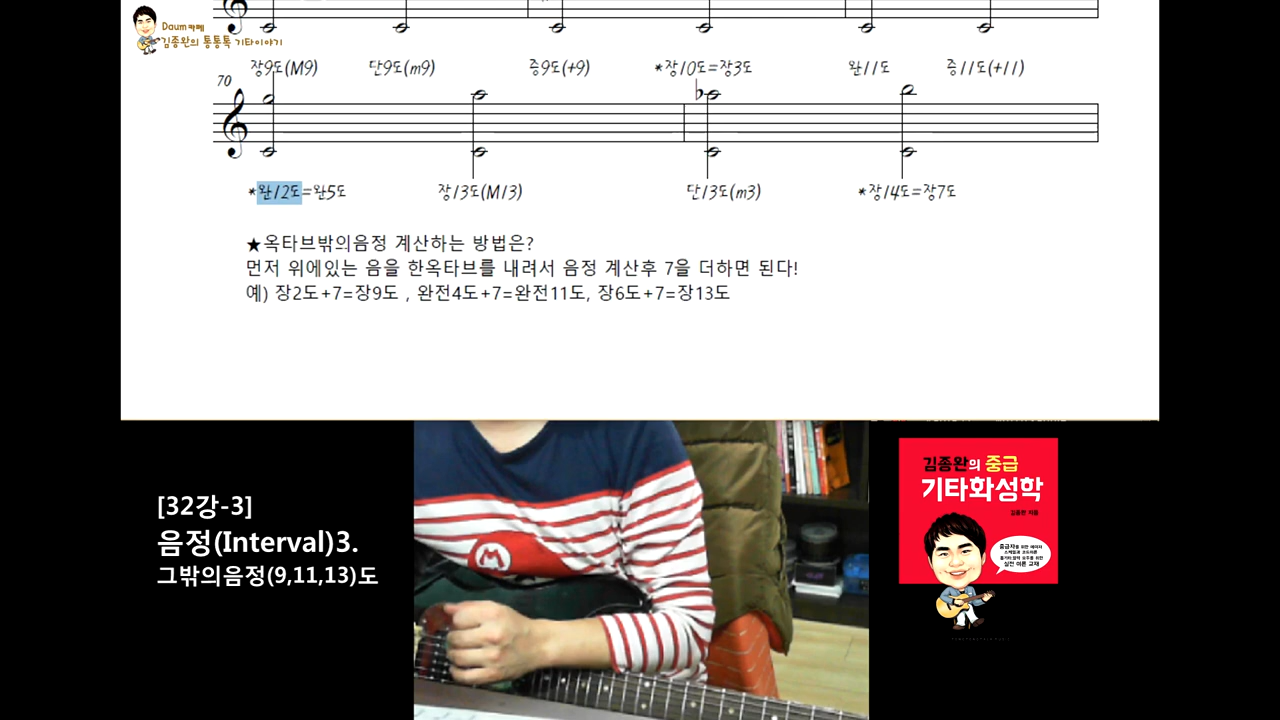 Daum카페
김종완의 통통톡 기타이야기
장9도(M9) 단9도(m9) 증9도(+9) *장10도=장3도 완11도 증11도(+11)
70
*완12도=완5도 장13도(M13) 단13도(m13) *장14도=장7도
★옥타브밖의음정 계산하는 방법은?
먼저 위에있는 음을 한옥타브를 내려서 음정 계산후 7을 더하면 된다!
예) 장2도+7=장9도 , 완전4도+7=완전11도, 장6도+7=장13도
[32강-3]
음정(Interval)3.
그밖의음정(9,11,13)도
김종완의 중급
기타화성학
김종완 지음
실전 이론 교재